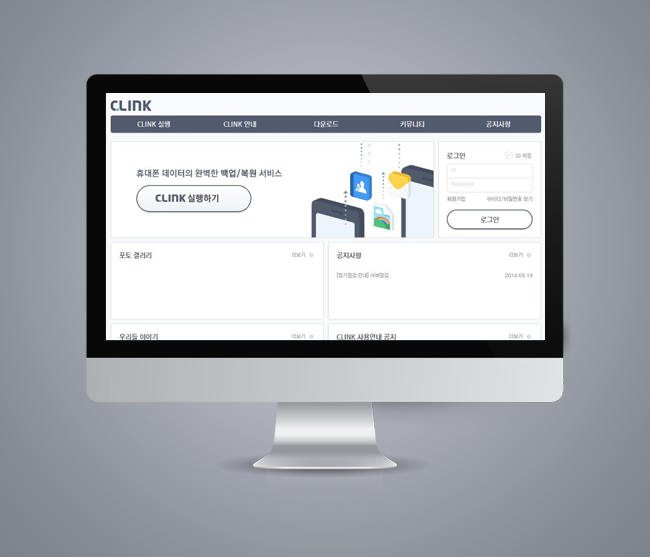 CLINK
CLINK 실행 CLINK 안내 다운로드 커뮤니티 공지사항
휴대폰 데이터의 완벽한 백업/복원 서비스
CLINK 실행하기
로그인 ID 저장
ID
Password
회원가입 아이디/비밀번호 찾기
로그인
포토 갤러리 더보기
공지사항 더보기
[정기점검 안내] 서버점검 2014.05.13
우리들 이야기 더보기
CLINK 사용안내 공지 더보기